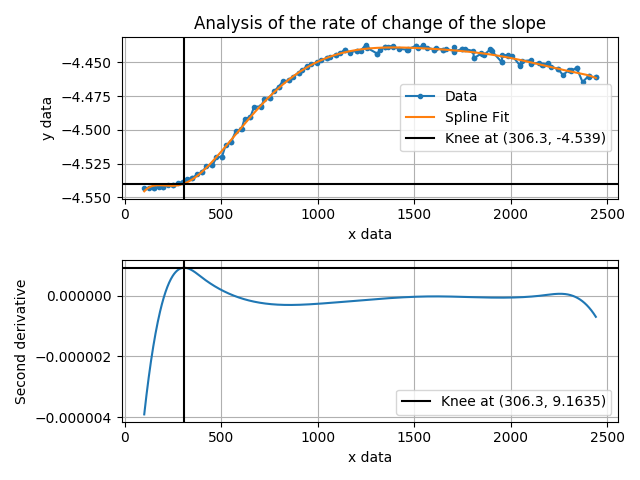 Analysis of the rate of change of the slope
y data
−4.450
−4.475
−4.500
−4.525
−4.550
Data
Spline Fit
Knee at (306.3, -4.539)
0 500 1000 1500 2000 2500
x data
Second derivative
0.000000
−0.000002
−0.000004
Knee at (306.3, 9.1635)
0 500 1000 1500 2000 2500
x data